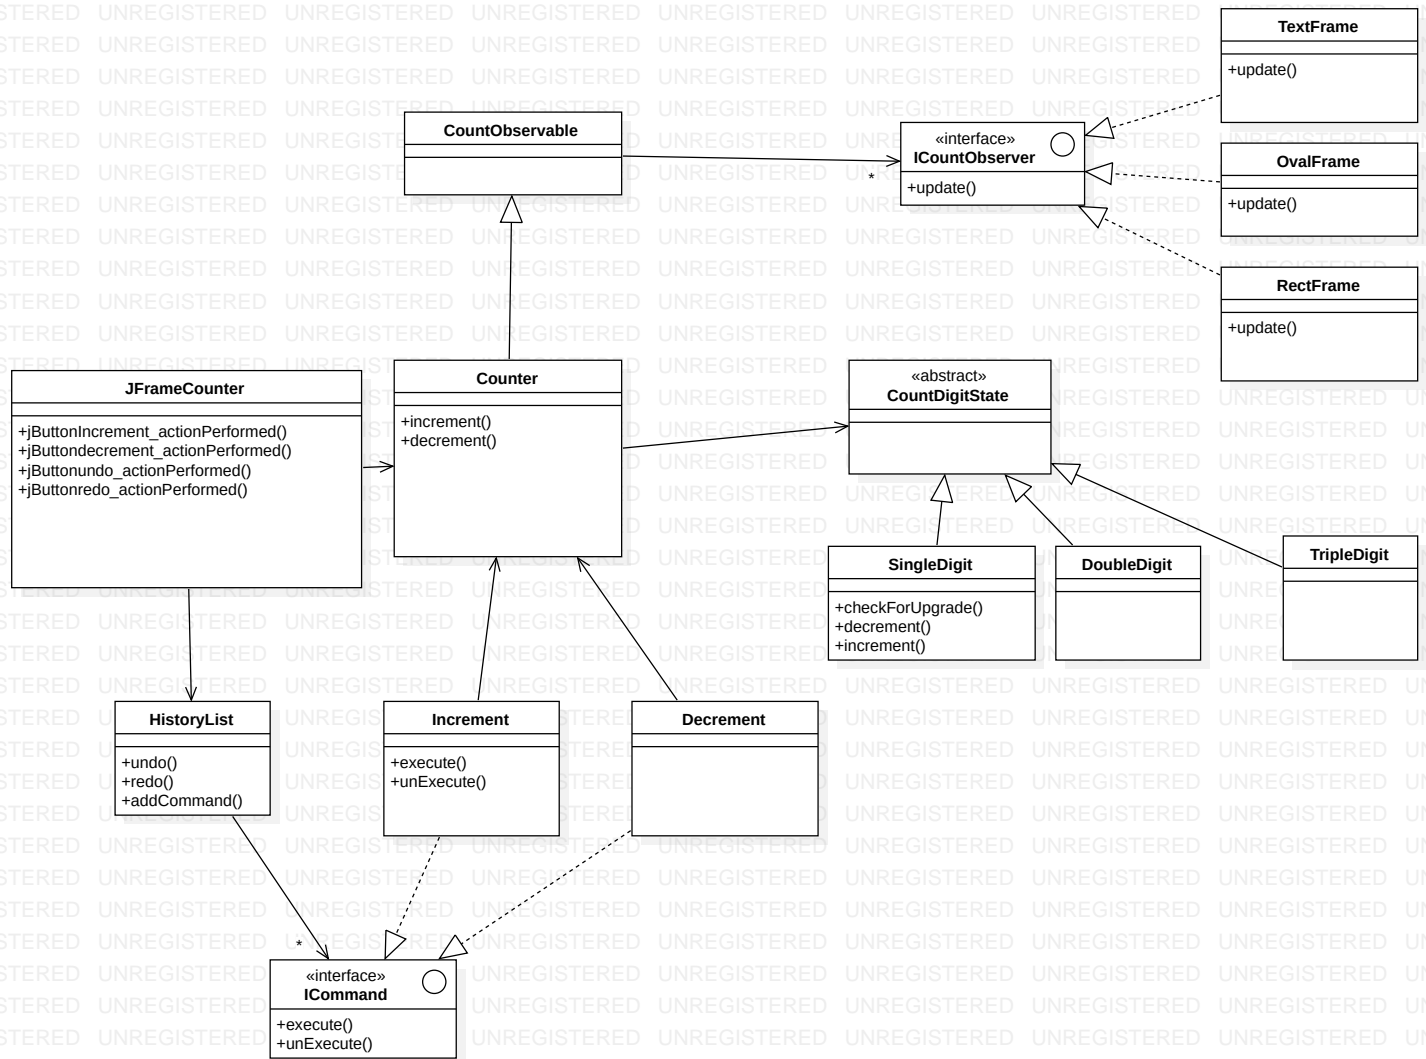 TextFrame
+update()
CountObservable
«interface»
ICountObserver
+update()
*
OvalFrame
+update()
RectFrame
+update()
JFrameCounter
+jButtonIncrement_actionPerformed()
+jButtondecrement_actionPerformed()
+jButtonundo_actionPerformed()
+jButtonredo_actionPerformed()
Counter
+increment()
+decrement()
«abstract»
CountDigitState
SingleDigit
+checkForUpgrade()
+decrement()
+increment()
DoubleDigit
TripleDigit
HistoryList
+undo()
+redo()
+addCommand()
Increment
+execute()
+unExecute()
Decrement
*
«interface»
ICommand
+execute()
+unExecute()
UNREGISTERED